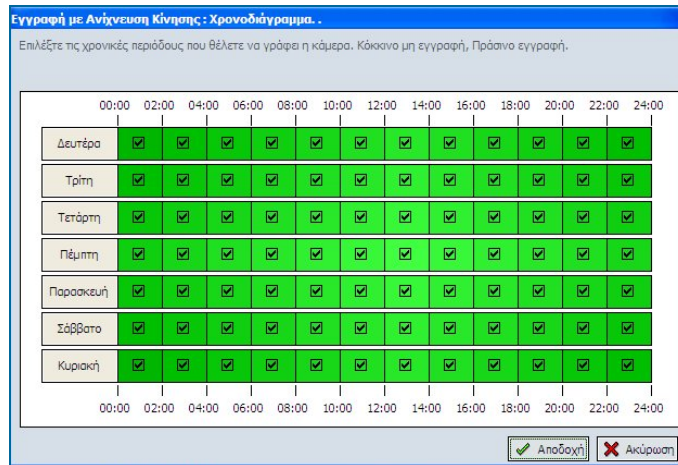 Εγγραφή με Ανίχνευση Κίνησης : Χρονοδιάγραμμα. .
Επιλέξτε τις χρονικές περιόδους που θέλετε να γράφει η κάμερα. Κόκκινο μη εγγραφή, Πράσινο εγγραφή.
00:00 02:00 04:00 06:00 08:00 10:00 12:00 14:00 16:00 18:00 20:00 22:00 24:00
Δευτέρα
Τρίτη
Τετάρτη
Πέμπτη
Παρασκευή
Σάββατο
Κυριακή
00:00 02:00 04:00 06:00 08:00 10:00 12:00 14:00 16:00 18:00 20:00 22:00 24:00
Αποδοχή Ακύρωση